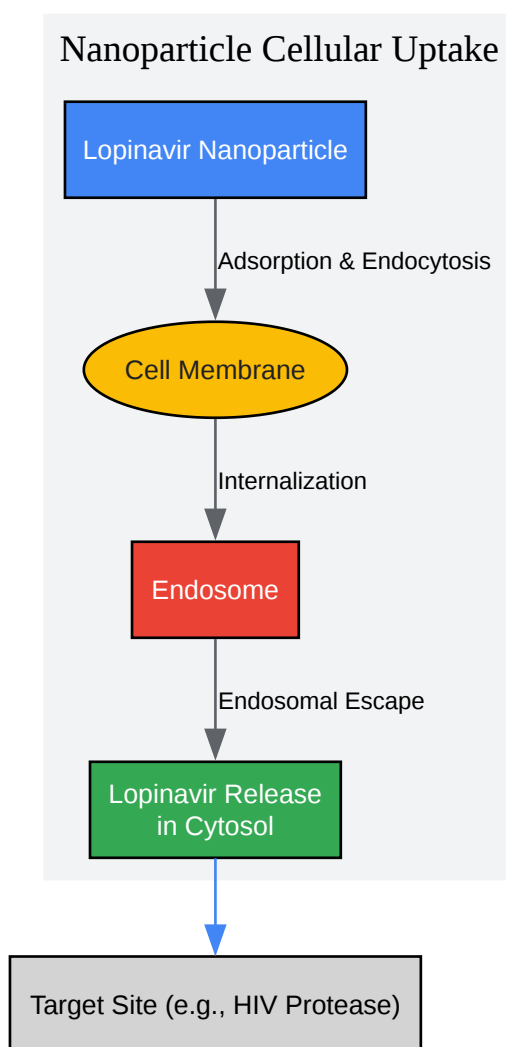 Nanoparticle Cellular Uptake
Lopinavir Nanoparticle
Adsorption & Endocytosis
Cell Membrane
Internalization
Endosome
Endosomal Escape
Lopinavir Release
in Cytosol
Target Site (e.g., HIV Protease)